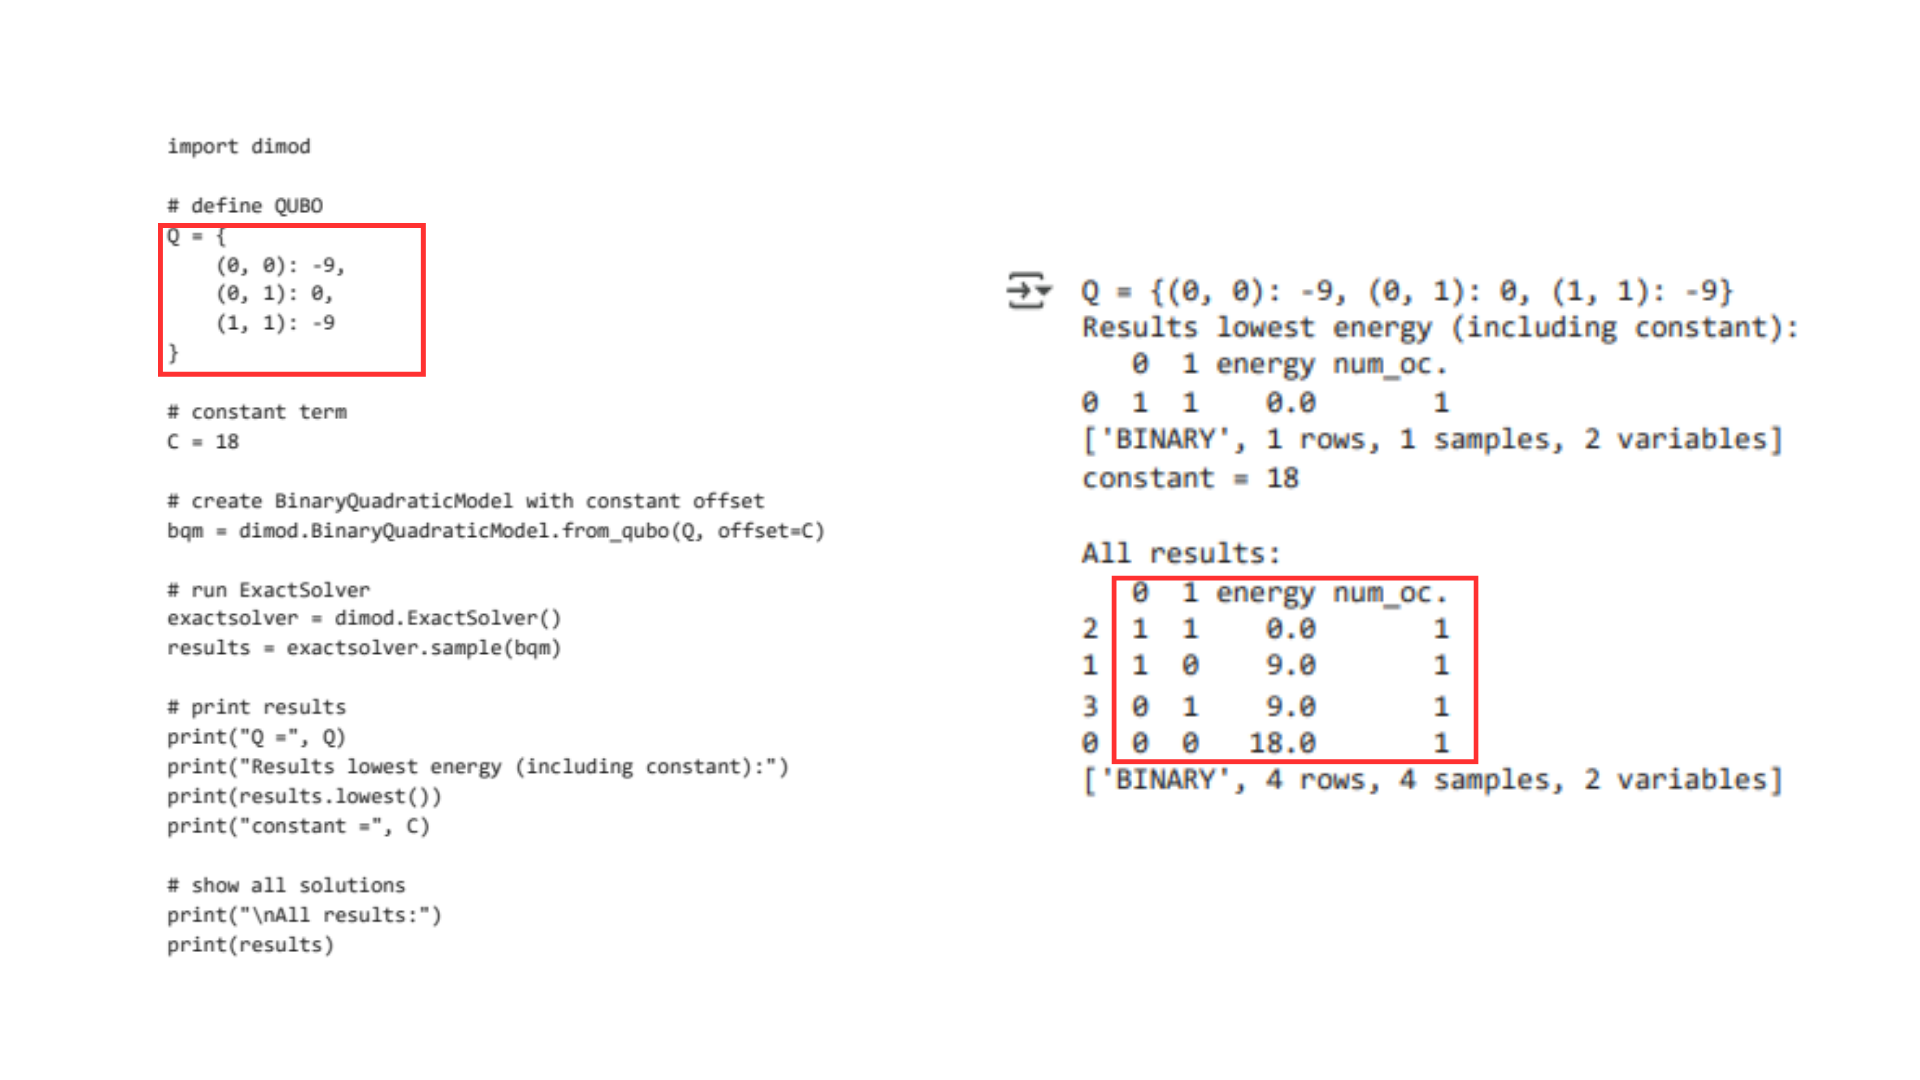 import dimod
# define QUBO
Q = {
(0, 0): -9,
(0, 1): 0,
(1, 1): -9
}
# constant term
C = 18
# create BinaryQuadraticModel with constant offset
bqm = dimod.BinaryQuadraticModel.from_qubo(Q, offset=C)
# run ExactSolver
exactsolver = dimod.ExactSolver()
results = exactsolver.sample(bqm)
# print results
print("Q =", Q)
print("Results lowest energy (including constant):")
print(results.lowest())
print("constant =", C)
# show all solutions
print("\nAll results:")
print(results)
Q = {(0, 0): -9, (0, 1): 0, (1, 1): -9}
Results lowest energy (including constant):
0 1 energy num_oc.
0 1 1 0.0 1
['BINARY', 1 rows, 1 samples, 2 variables]
constant = 18
All results:
0 1 energy num_oc.
2 1 1 0.0 1
1 1 0 9.0 1
3 0 1 9.0 1
0 0 0 18.0 1
['BINARY', 4 rows, 4 samples, 2 variables]